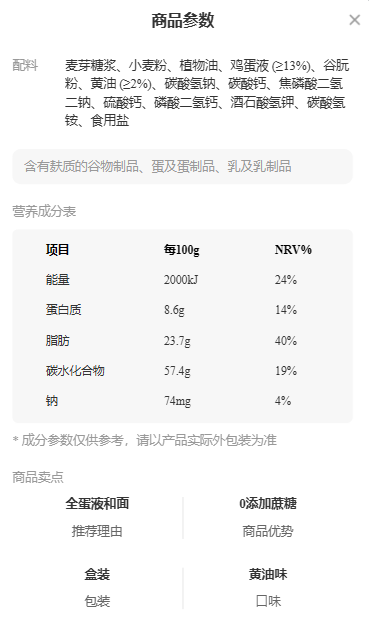 商品参数
配料
麦芽糖浆、小麦粉、植物油、鸡蛋液 (≥13%)、谷朊
粉、黄油 (≥2%)、碳酸氢钠、碳酸钙、焦磷酸二氢
二钠、硫酸钙、磷酸二氢钙、酒石酸氢钾、碳酸氢
铵、食用盐
含有麸质的谷物制品、蛋及蛋制品、乳及乳制品
营养成分表
项目 每100g NRV%
能量 2000kJ 24%
蛋白质 8.6g 14%
脂肪 23.7g 40%
碳水化合物 57.4g 19%
钠 74mg 4%
* 成分参数仅供参考，请以产品实际外包装为准
商品卖点
全蛋液和面 0添加蔗糖
推荐理由 商品优势
盒装 黄油味
包装 口味